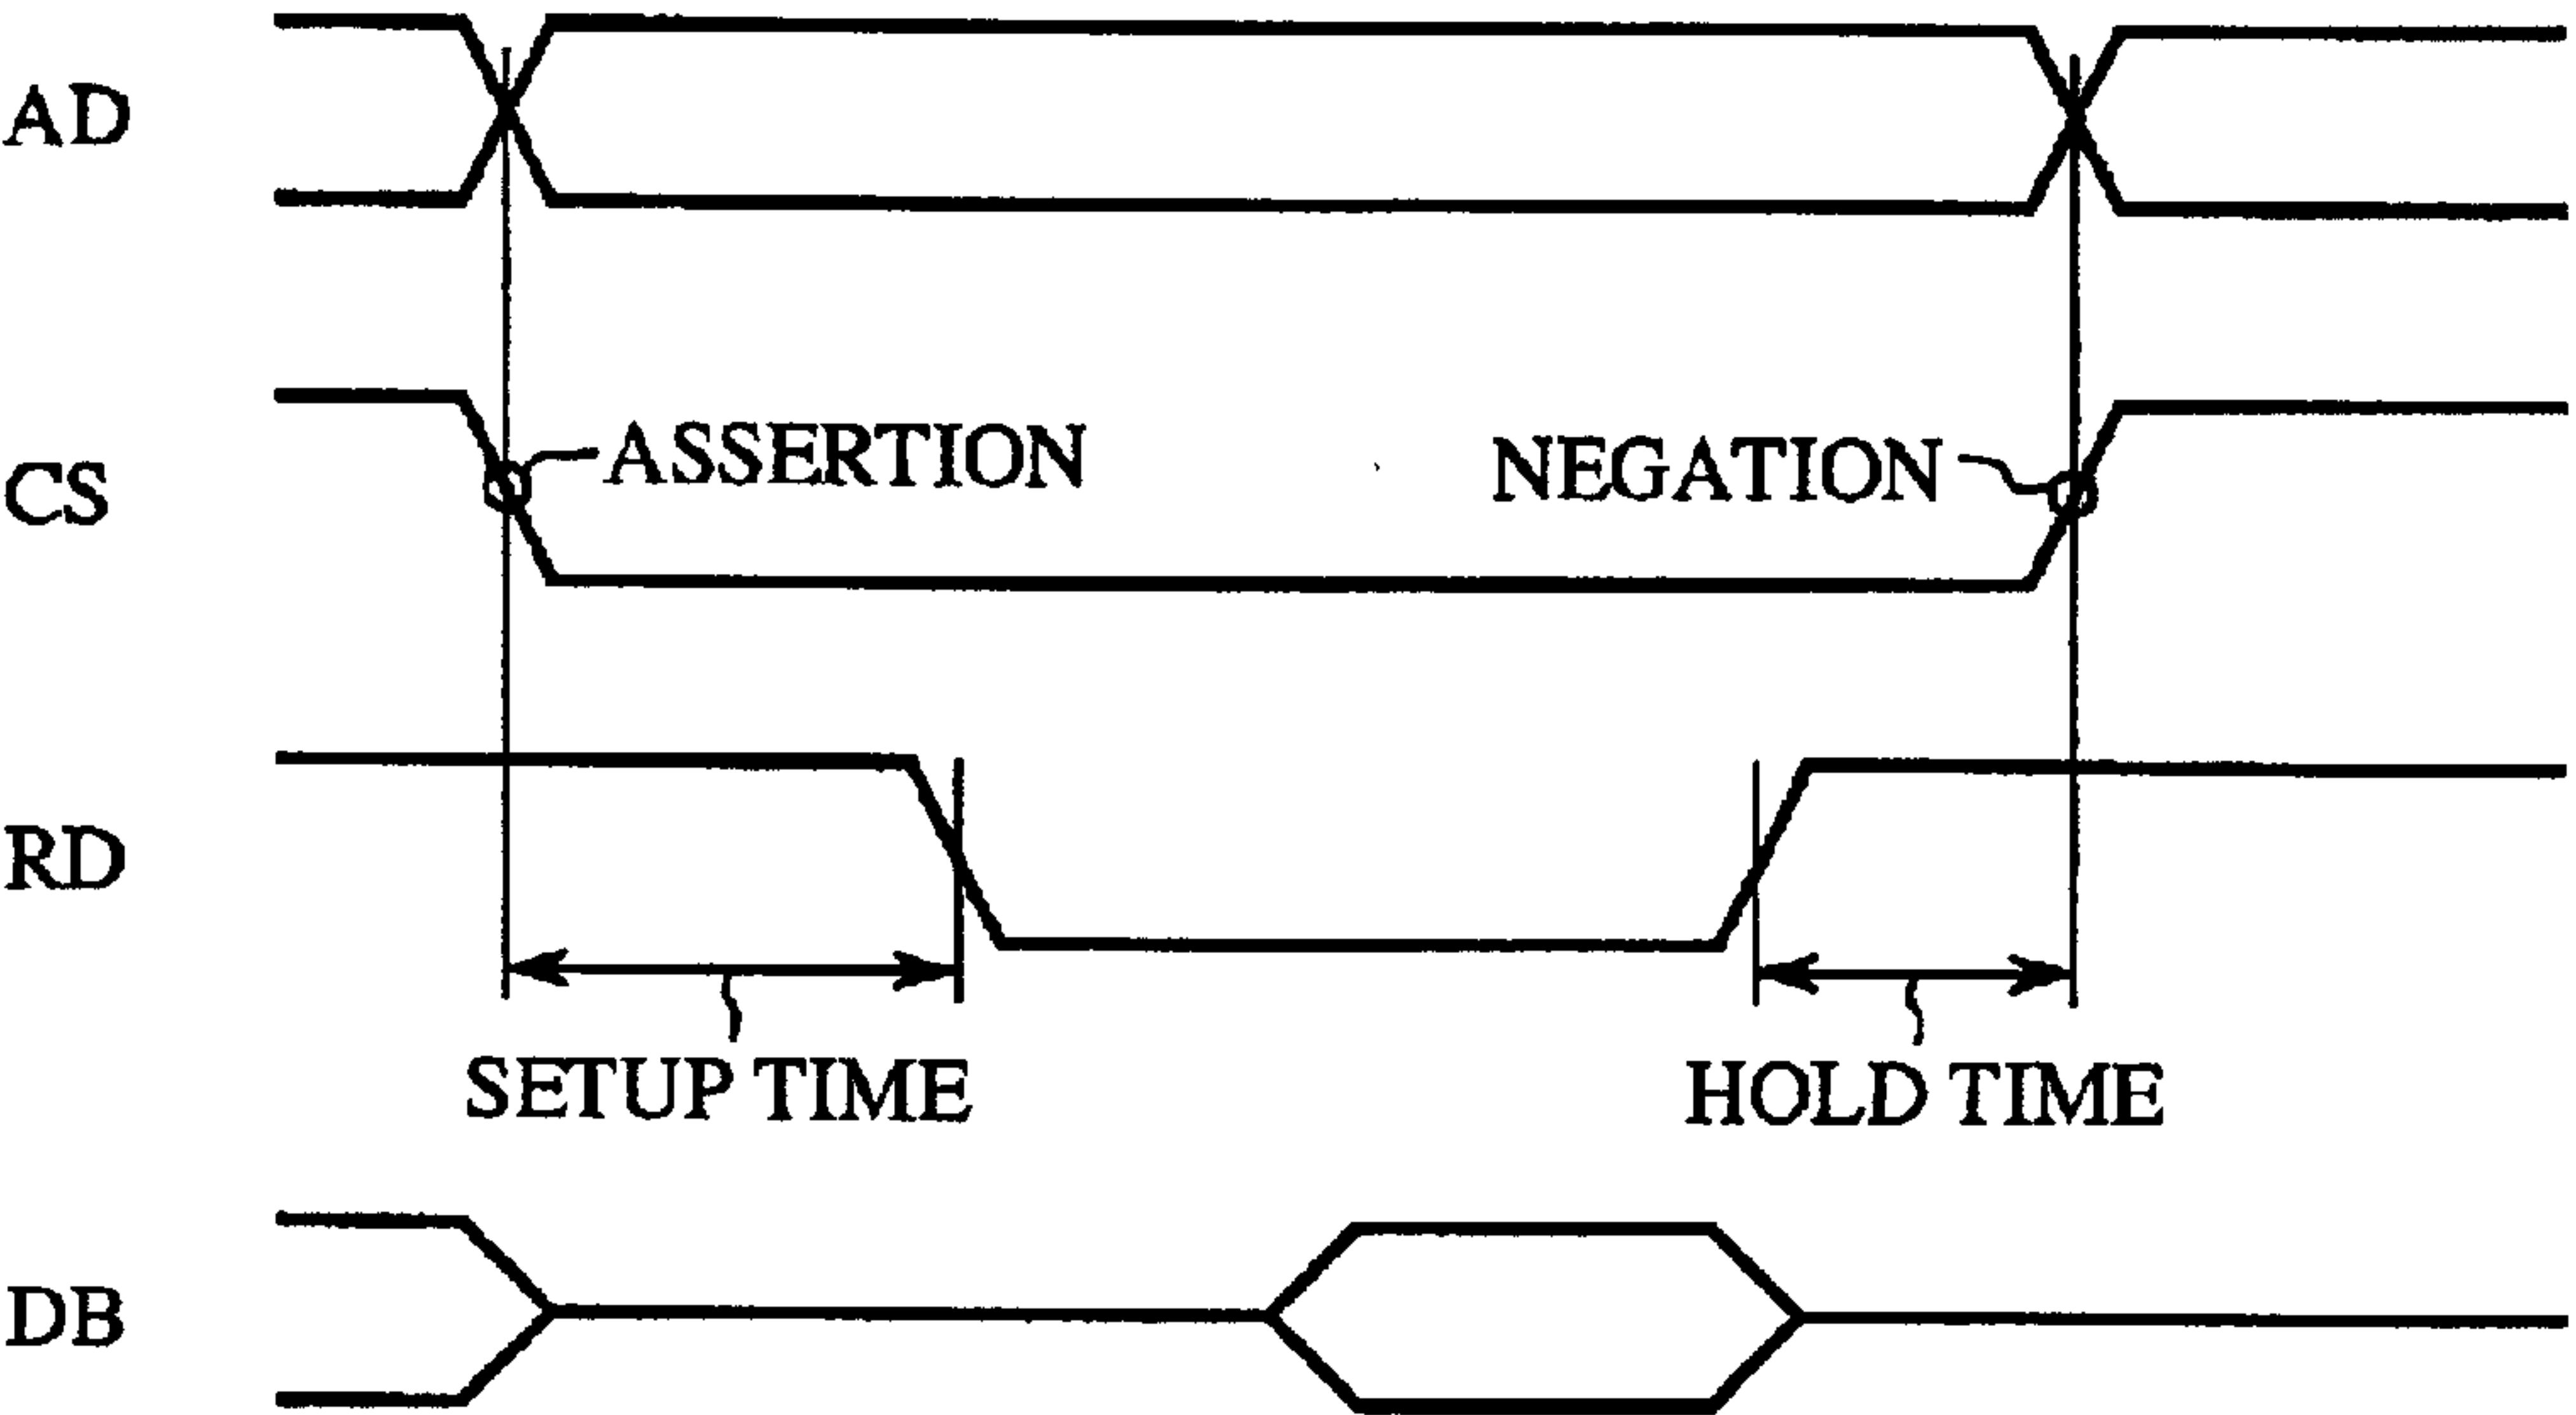 AD
CS
ASSERTION
NEGATION
RD
SETUP TIME
HOLD TIME
DB